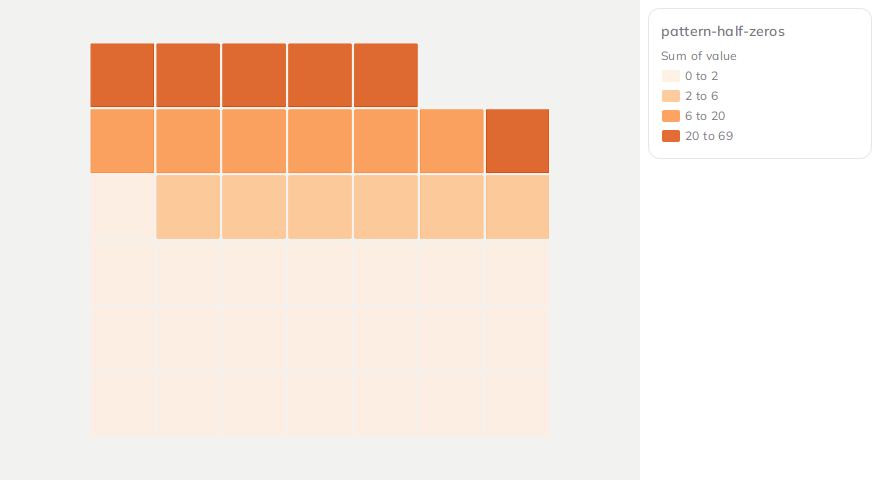 pattern-half-zeros
Sum of value
0 to 2
2 to 6
6 to 20
20 to 69